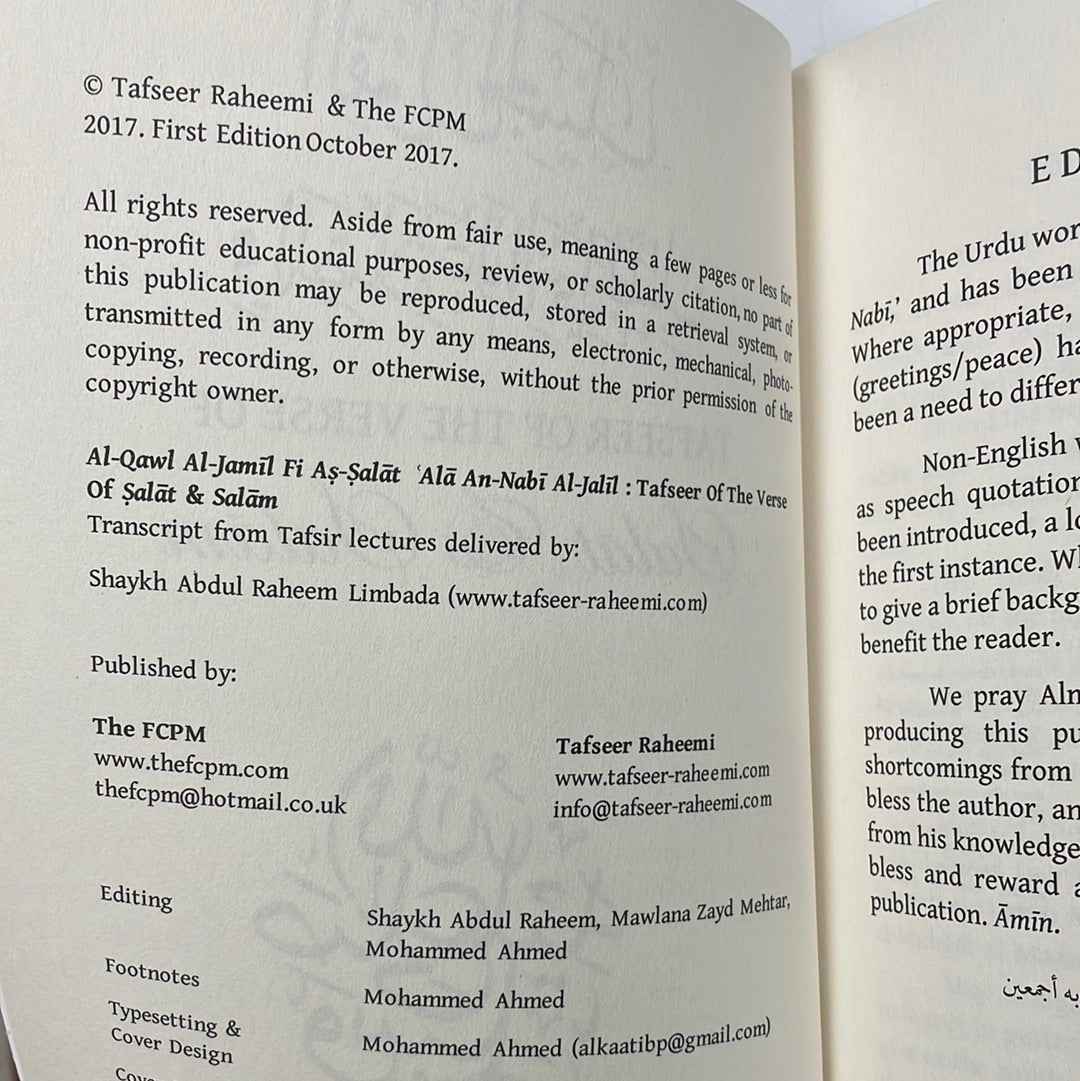 © Tafseer Raheemi & The FCPM
2017. First Edition October 2017.
All rights reserved. Aside from fair use, meaning a few pages or less for
non-profit educational purposes, review, or scholarly citation, no part of
this publication may be reproduced, stored in a retrieval system, or
transmitted in any form by any means, electronic, mechanical, photo-
copying, recording, or otherwise, without the prior permission of the
copyright owner.
Al-Qawl Al-Jamīl Fi Aṣ-Ṣalāt ʿAlā An-Nabī Al-Jalīl : Tafseer Of The Verse
Of Ṣalāt & Salām
Transcript from Tafsir lectures delivered by:
Shaykh Abdul Raheem Limbada (www.tafseer-raheemi.com)
Published by:
The FCPM
www.thefcpm.com
thefcpm@hotmail.co.uk
Tafseer Raheemi
www.tafseer-raheemi.com
info@tafseer-raheemi.com
Editing Shaykh Abdul Raheem, Mawlana Zayd Mehtar,
Mohammed Ahmed
Footnotes Mohammed Ahmed
Typesetting &
Cover Design Mohammed Ahmed (alkaatibp@gmail.com)
E D
The Urdu wor
Nabī,’ and has been
Where appropriate,
(greetings/peace) ha
been a need to differ
Non-English
as speech quotation
been introduced, a lo
the first instance. Wh
to give a brief backg
benefit the reader.
We pray Alm
producing this pu
shortcomings from
bless the author, an
from his knowledge
bless and reward a
publication. Āmīn.
به أجمعين